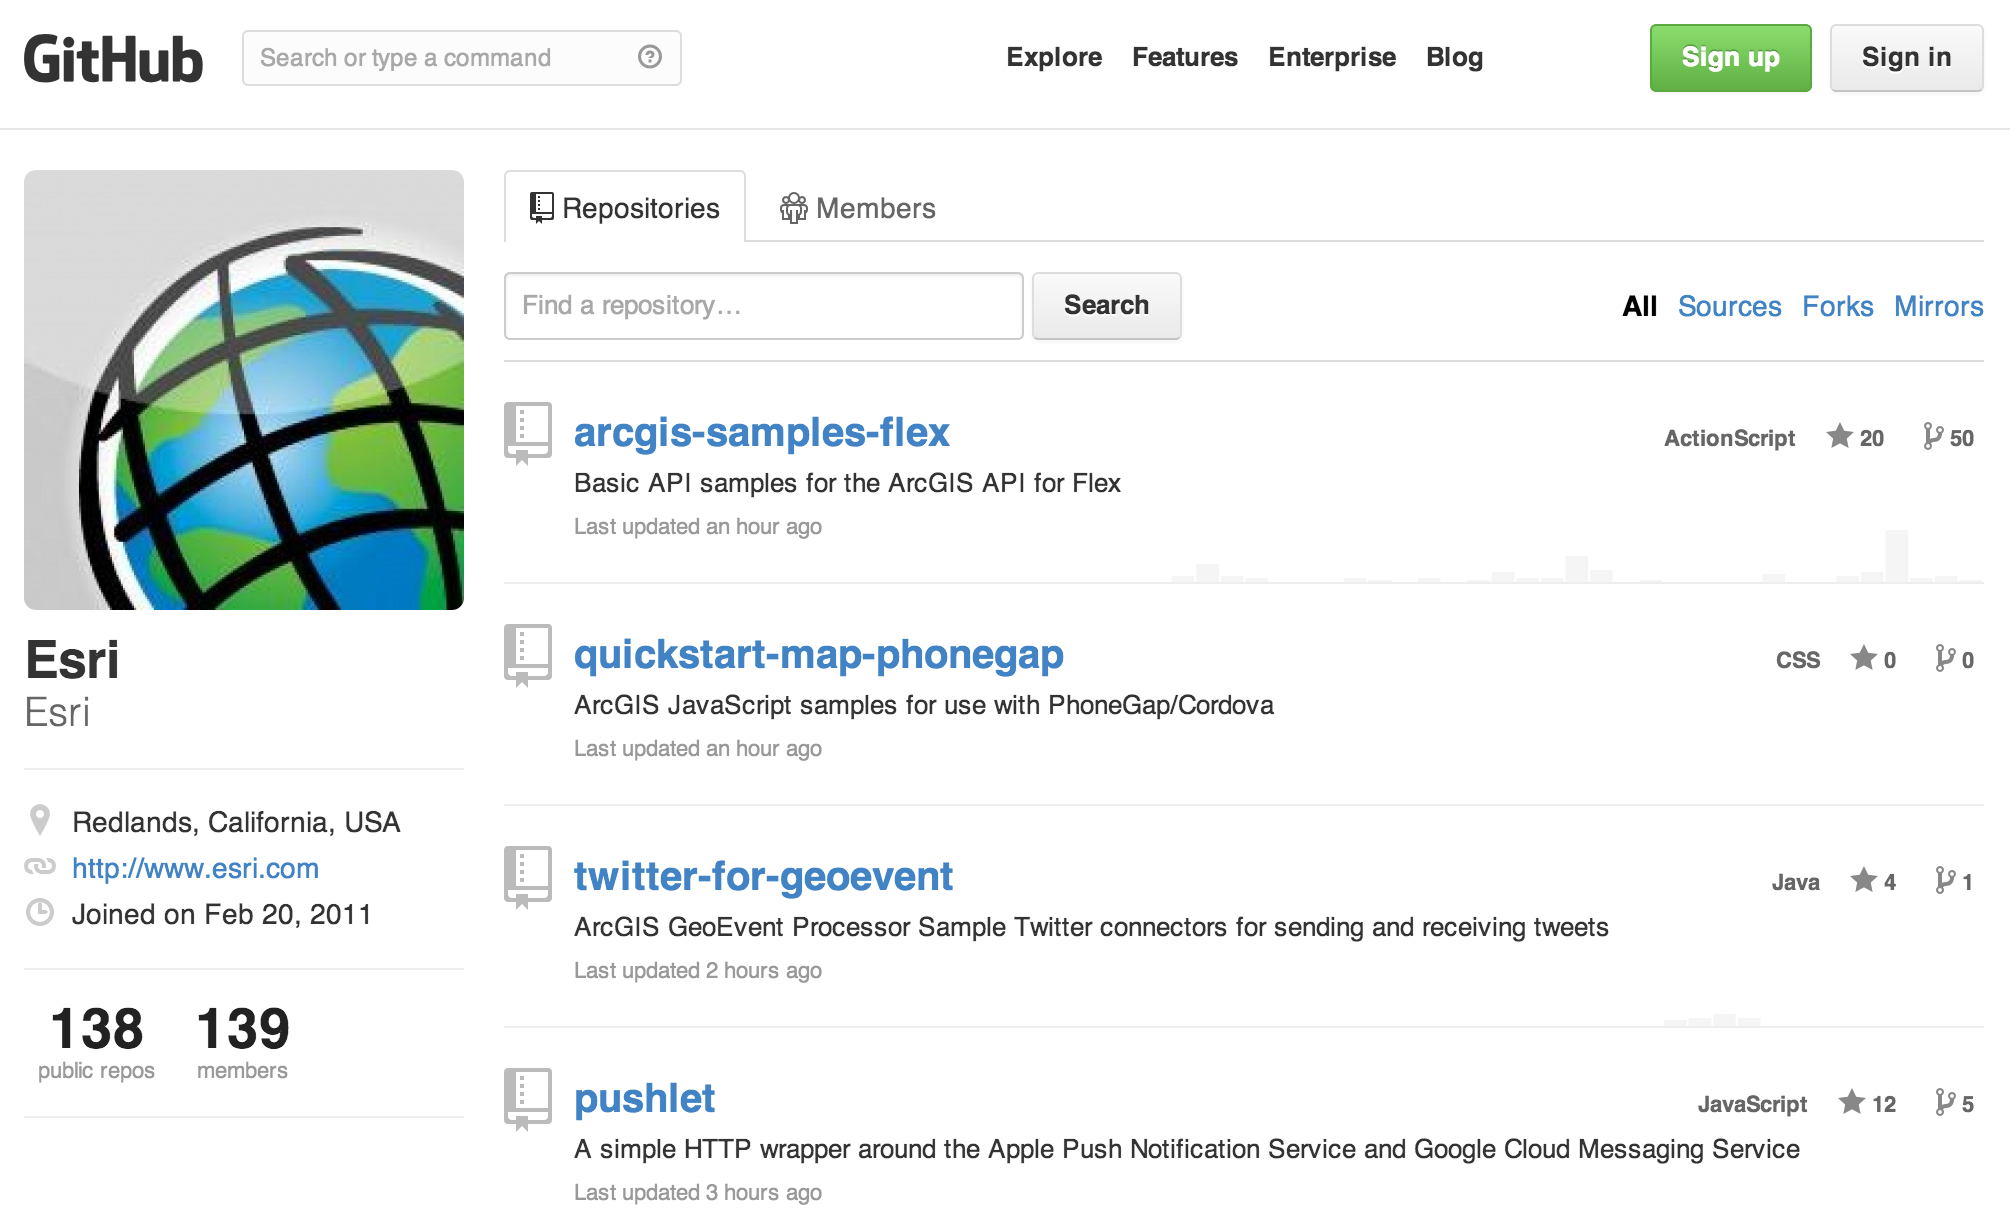 GitHub
Search or type a command
Explore Features Enterprise Blog
Sign up
Sign in
Esri
Esri
Redlands, California, USA
http://www.esri.com
Joined on Feb 20, 2011
138 139
public repos members
Repositories
Members
Find a repository…
Search
All Sources Forks Mirrors
arcgis-samples-flex
ActionScript 20 50
Basic API samples for the ArcGIS API for Flex
Last updated an hour ago
quickstart-map-phonegap
CSS 0 0
ArcGIS JavaScript samples for use with PhoneGap/Cordova
Last updated an hour ago
twitter-for-geoevent
Java 4 1
ArcGIS GeoEvent Processor Sample Twitter connectors for sending and receiving tweets
Last updated 2 hours ago
pushlet
JavaScript 12 5
A simple HTTP wrapper around the Apple Push Notification Service and Google Cloud Messaging Service
Last updated 3 hours ago